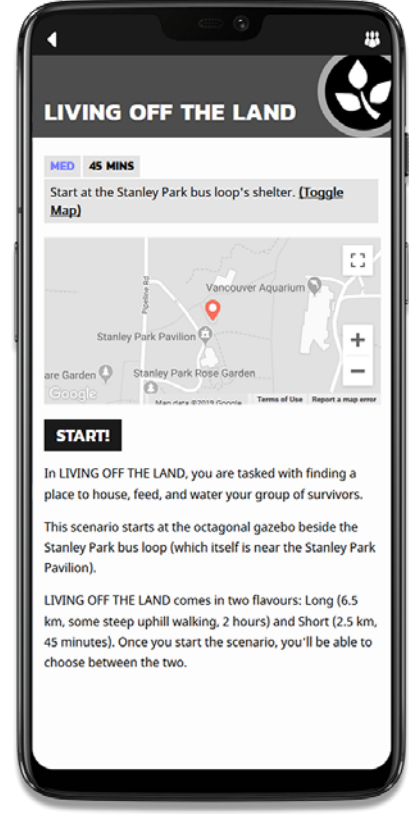 LIVING OFF THE LAND
MED 45 MINS
Start at the Stanley Park bus loop's shelter. (Toggle
Map)
Pipeline Rd
Vancouver Aquarium
Stanley Park Pavilion
are Garden
Stanley Park Rose Garden
Google
Map data ©2019 Google
Terms of Use
Report a map error
START!
In LIVING OFF THE LAND, you are tasked with finding a
place to house, feed, and water your group of survivors.
This scenario starts at the octagonal gazebo beside the
Stanley Park bus loop (which itself is near the Stanley Park
Pavilion).
LIVING OFF THE LAND comes in two flavours: Long (6.5
km, some steep uphill walking, 2 hours) and Short (2.5 km,
45 minutes). Once you start the scenario, you'll be able to
choose between the two.